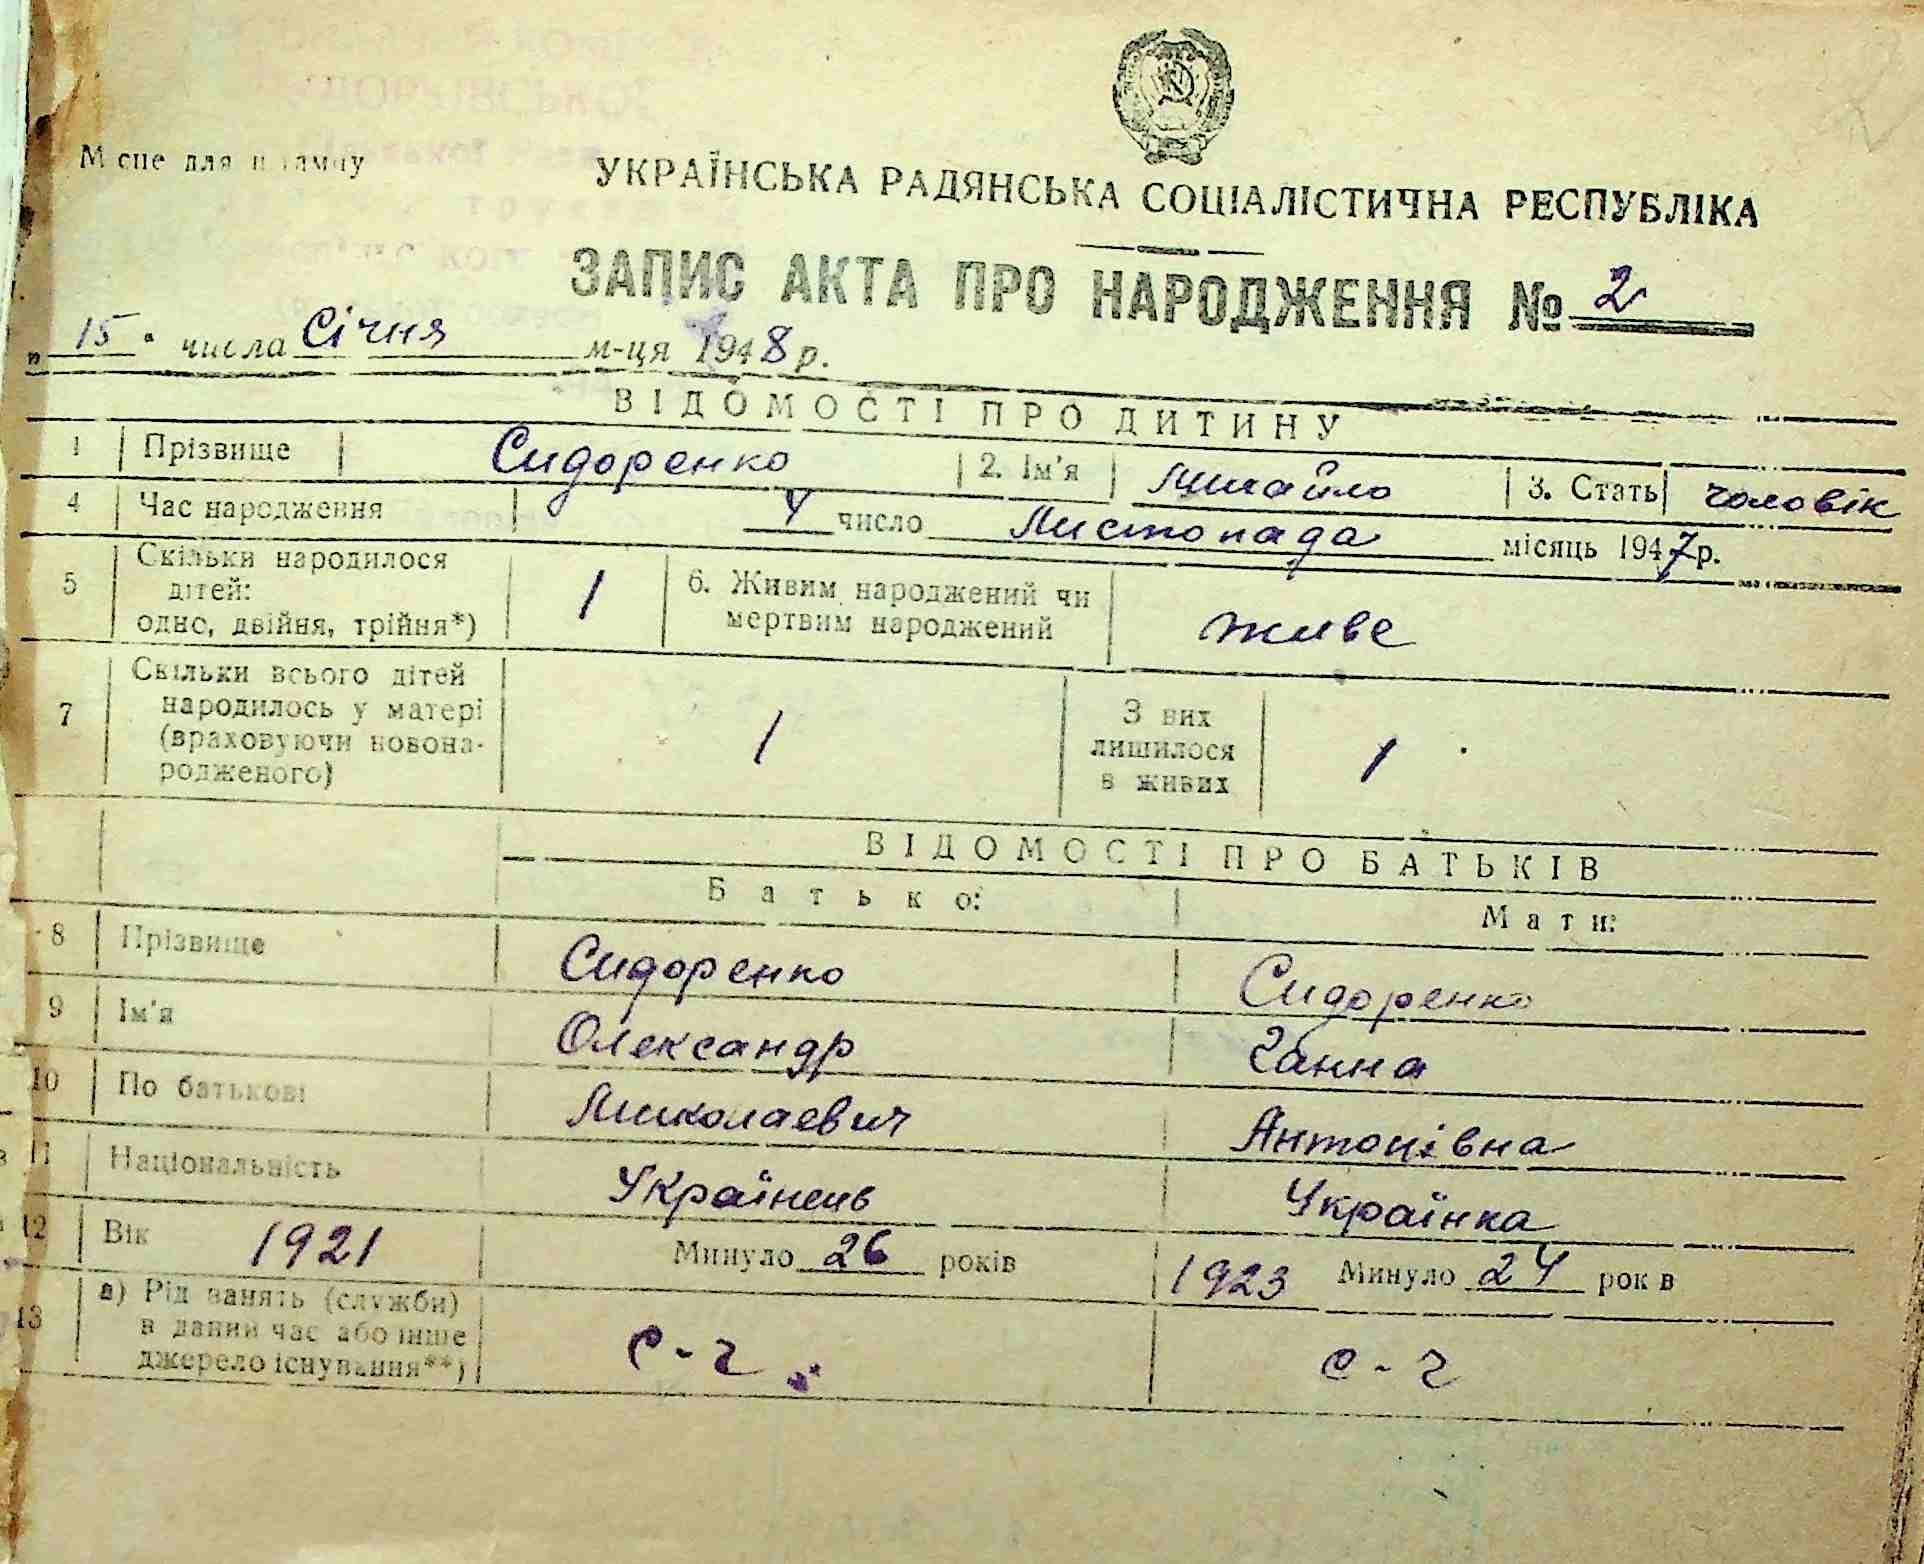 Місце для штампу
УКРАЇНСЬКА РАДЯНСЬКА СОЦІАЛІСТИЧНА РЕСПУБЛІКА
ЗАПИС АКТА ПРО НАРОДЖЕННЯ № 2
„ 15 " числа Січня м-ця 1948 р.
ВІДОМОСТІ ПРО ДИТИНУ
1 Прізвище Сидоренко 2. Ім'я Михайло 3. Стать чоловік
4 Час народження 4 число Листопада місяць 1947 р.
5 Скільки народилося
дітей:
одно, двійня, трійня*) 1 6. Живим народжений чи
мертвим народжений живе
7 Скільки всього дітей
народилось у матері
(враховуючи новона-
родженого) 1 З них
лишилося
в живих 1
ВІДОМОСТІ ПРО БАТЬКІВ
Батько: Мати:
8 Прізвище Сидоренко Сидоренко
9 Ім'я Олександр Ганна
10 По батькові Миколаевич Антонівна
11 Національність Українець Українка
12 Вік 1921 Минуло 26 років 1923 Минуло 24 років
13 а) Рід занять (служби)
в даний час або інше
джерело існування**) с-г. с-г